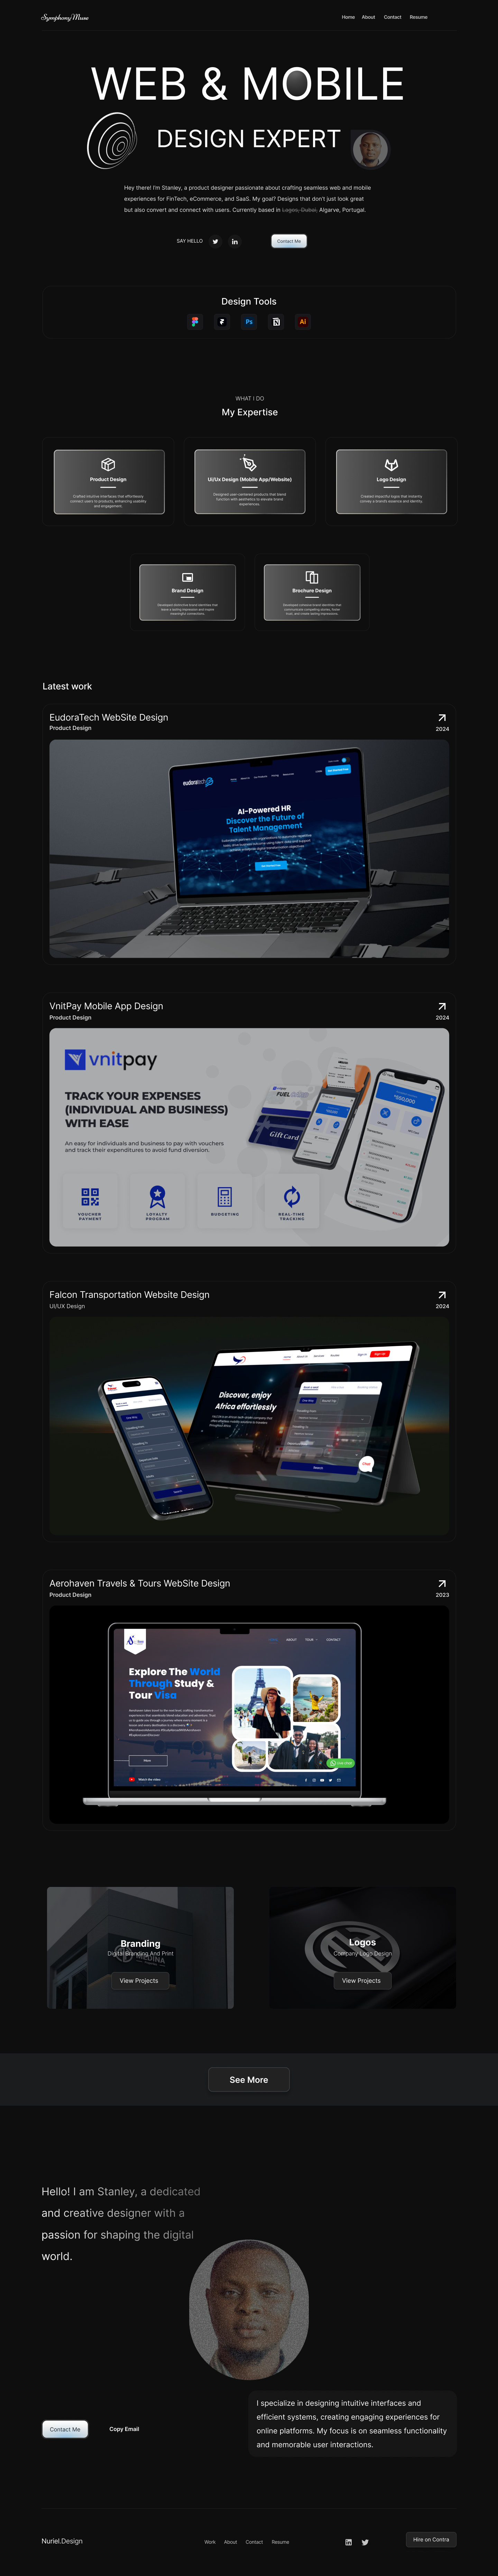 SymphonyMuse
Home About Contact Resume
WEB & MOBILE
DESIGN EXPERT
Hey there! I'm Stanley, a product designer passionate about crafting seamless web and mobile
experiences for FinTech, eCommerce, and SaaS. My goal? Designs that don't just look great
but also convert and connect with users. Currently based in Lagos, Dubai, Algarve, Portugal.
SAY HELLO
Contact Me
Design Tools
Ps
Ai
WHAT I DO
My Expertise
Product Design
Crafted intuitive interfaces that effortlessly
connect users to products, enhancing usability
and engagement.
Ui/Ux Design (Mobile App/Website)
Designed user-centered products that blend
function with aesthetics to elevate brand
experiences.
Logo Design
Created impactful logos that instantly
convey a brand's essence and identity.
Brand Design
Developed distinctive brand identities that
leave a lasting impression and inspire
meaningful connections.
Brochure Design
Latest work
EudoraTech WebSite Design
Product Design
2024
eudoratech
AI-Powered HR
Discover the Future of
Talent Management
VnitPay Mobile App Design
Product Design
2024
vnitpay
TRACK YOUR EXPENSES
(INDIVIDUAL AND BUSINESS)
WITH EASE
An easy for individuals and business to pay with vouchers
and track their expenditures to avoid fund diversion.
VOUCHER
PAYMENT
LOYALTY
PROGRAM
BUDGETING
REAL-TIME
TRACKING
Gift Card
Falcon Transportation Website Design
UI/UX Design
2024
Discover, enjoy
Africa effortlessly
Aerohaven Travels & Tours WebSite Design
Product Design
2023
ABOUT
TOUR
CONTACT
Explore The World
Through Study &
Tour Visa
Watch the video
Branding
Digital Branding And Print
View Projects
Logos
Company Logo Design
View Projects
See More
Hello! I am Stanley, a dedicated
and creative designer with a
passion for shaping the digital
world.
I specialize in designing intuitive interfaces and
efficient systems, creating engaging experiences for
online platforms. My focus is on seamless functionality
and memorable user interactions.
Contact Me
Copy Email
Nuriel.Design
Work About Contact Resume
Hire on Contra